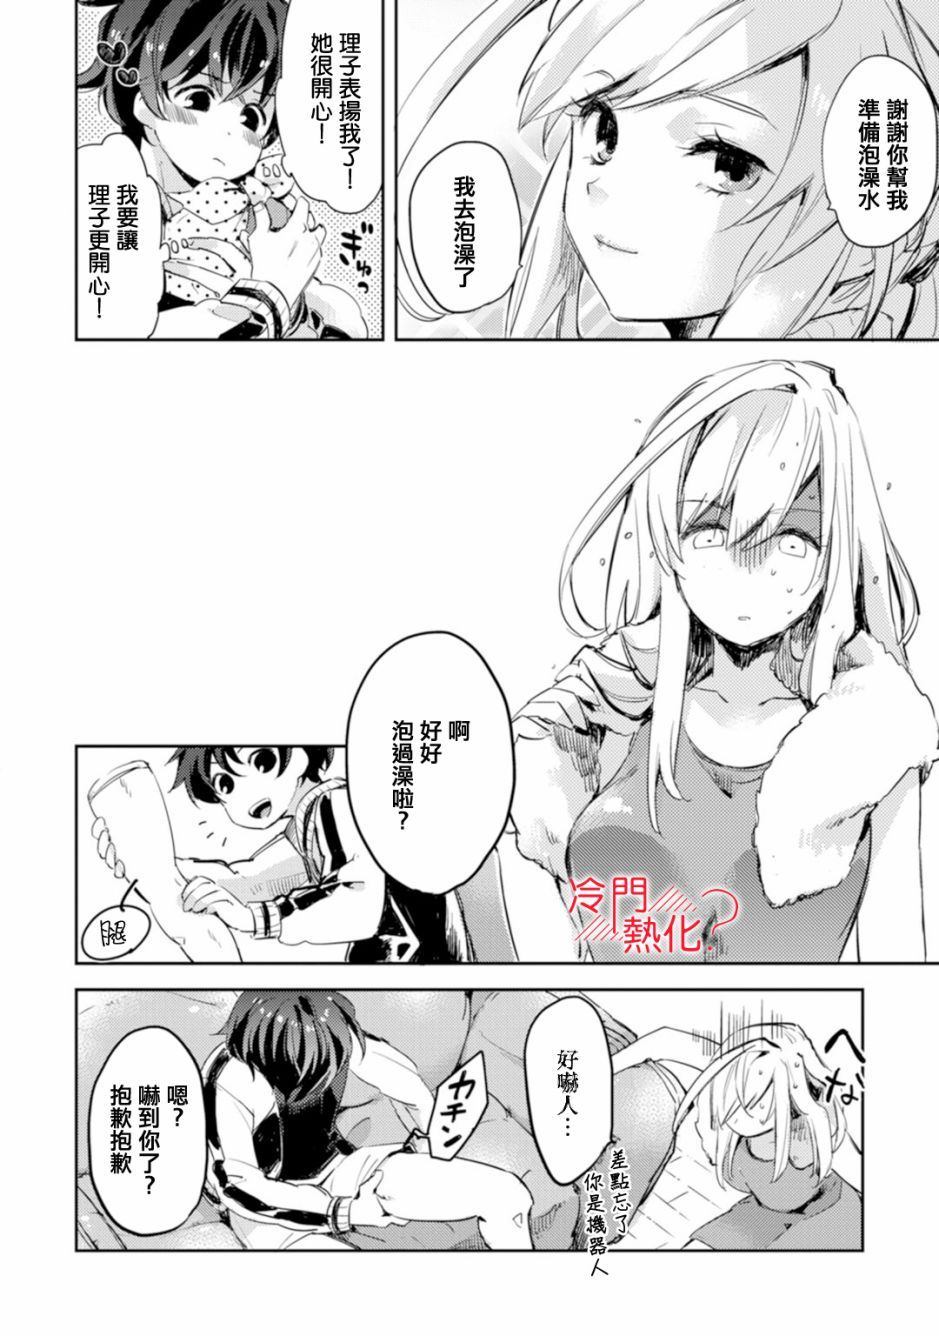 謝謝你幫我
準備泡澡水
我去泡澡了
理子表揚我了！
她很開心！
我要讓
理子更開心！
ぎゅっ
啊
好好
泡過澡啦？
腿
冷門
熱化？
へな
好嚇人…
差點忘了
你是機器人
カチン
嗯？
嚇到你了？
抱歉抱歉